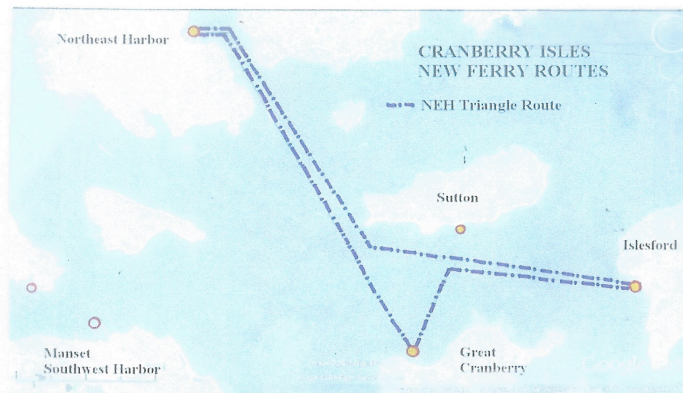 Northeast Harbor
CRANBERRY ISLES
NEW FERRY ROUTES
NEH Triangle Route
Sutton
Islesford
Manset
Southwest Harbor
Great
Cranberry